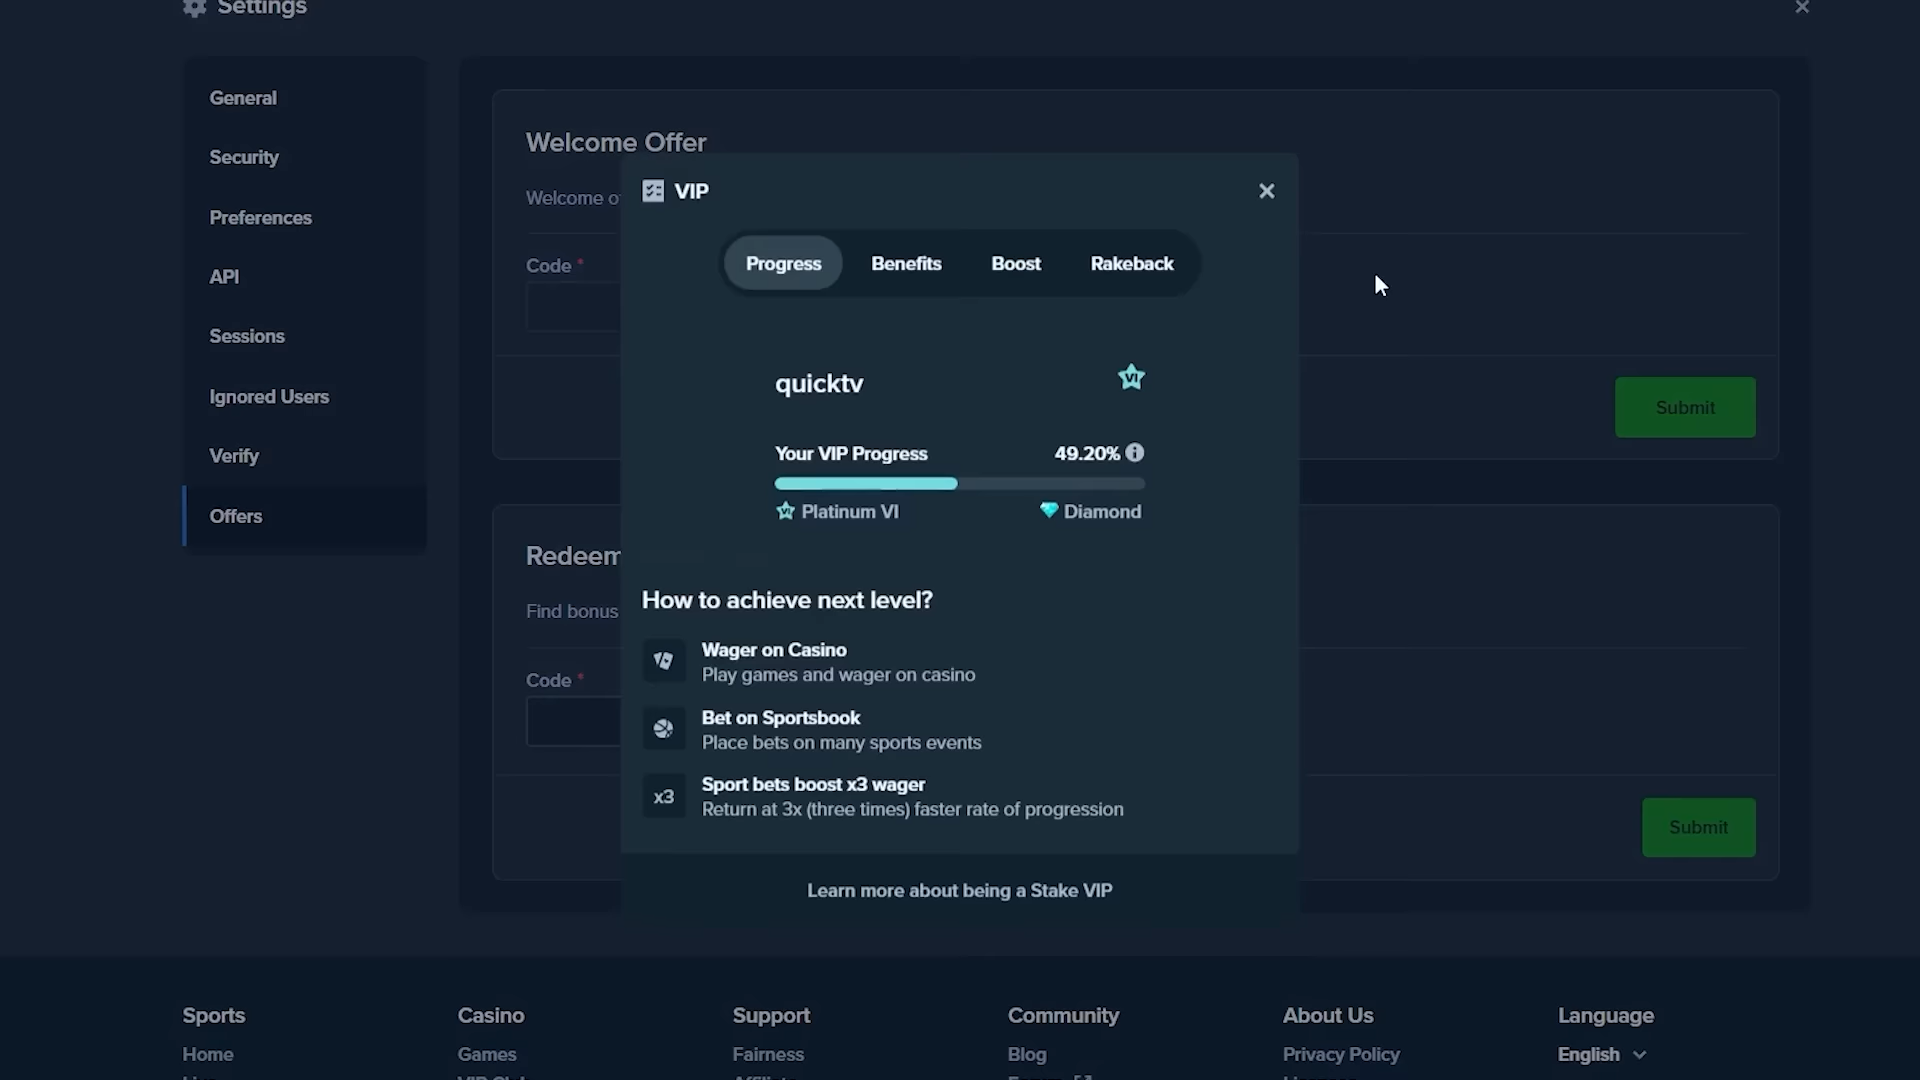 Settings
General
Security
Preferences
API
Sessions
Ignored Users
Verify
Offers
Welcome Offer
Welcome
Code *
Submit
Redeem
Find bonus
Code *
Submit
VIP
Progress Benefits Boost Rakeback
quicktv
VI
Your VIP Progress 49.20%
Platinum VI Diamond
How to achieve next level?
Wager on Casino
Play games and wager on casino
Bet on Sportsbook
Place bets on many sports events
x3
Sport bets boost x3 wager
Return at 3x (three times) faster rate of progression
Learn more about being a Stake VIP
Sports Casino Support Community About Us Language
Home Games Fairness Blog Privacy Policy English